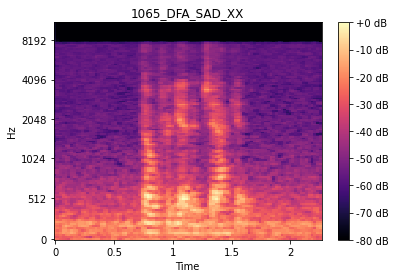 1065_DFA_SAD_XX
Hz
8192
4096
2048
1024
512
0
0
0.5
1
1.5
2
Time
+0 dB
-10 dB
-20 dB
-30 dB
-40 dB
-50 dB
-60 dB
-70 dB
-80 dB